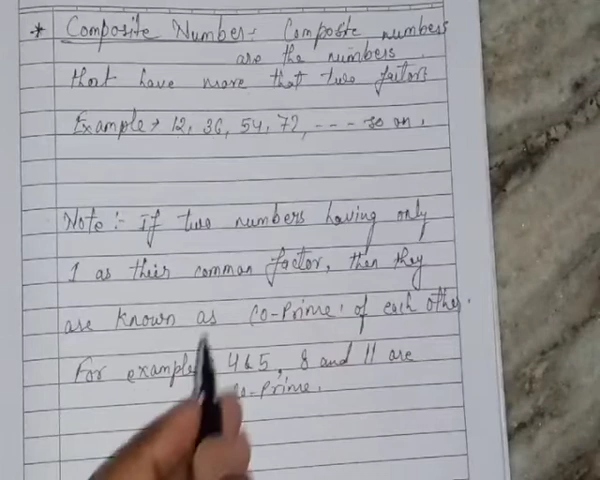 * Composite Number:- Composte numbers
are the numbers
that have more that two factors
Example → 12, 36, 54, 72, ---- so on.
Note:- If two numbers having only
1 as their common factor, then they
are known as Co-Prime' of each other.
For example 4 & 5, 8 and 11 are
co-prime.